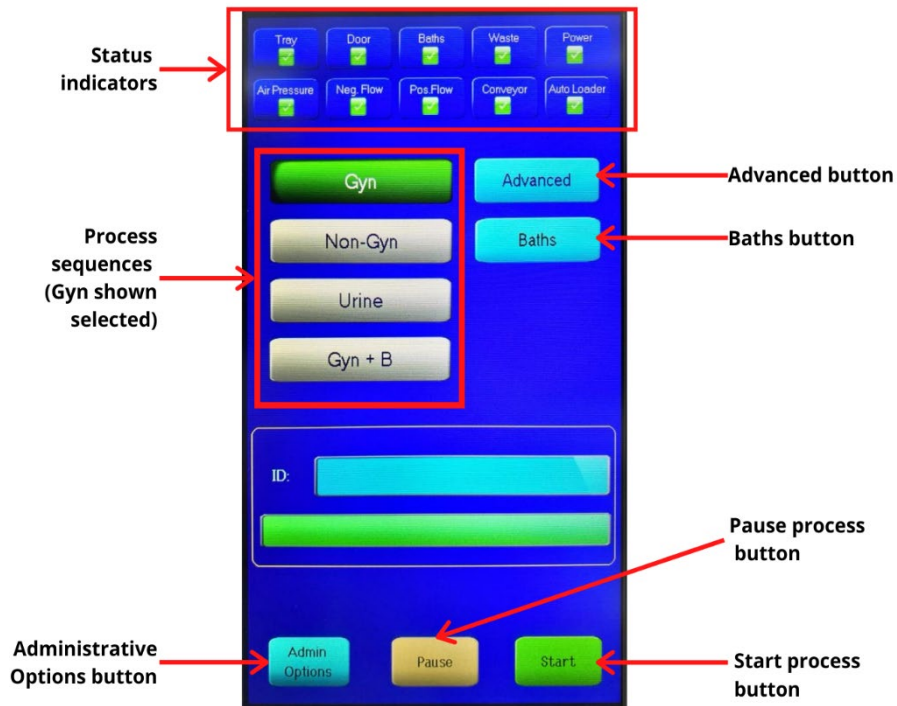 Status
indicators
Tray
Door
Baths
Waste
Power
Air Pressure
Neg. Flow
Pos.Flow
Conveyor
Auto Loader
Process
sequences
(Gyn shown
selected)
Gyn
Non-Gyn
Urine
Gyn + B
Advanced
Advanced button
Baths
Baths button
ID:
Pause process
button
Administrative
Options button
Admin
Options
Pause
Start
Start process
button